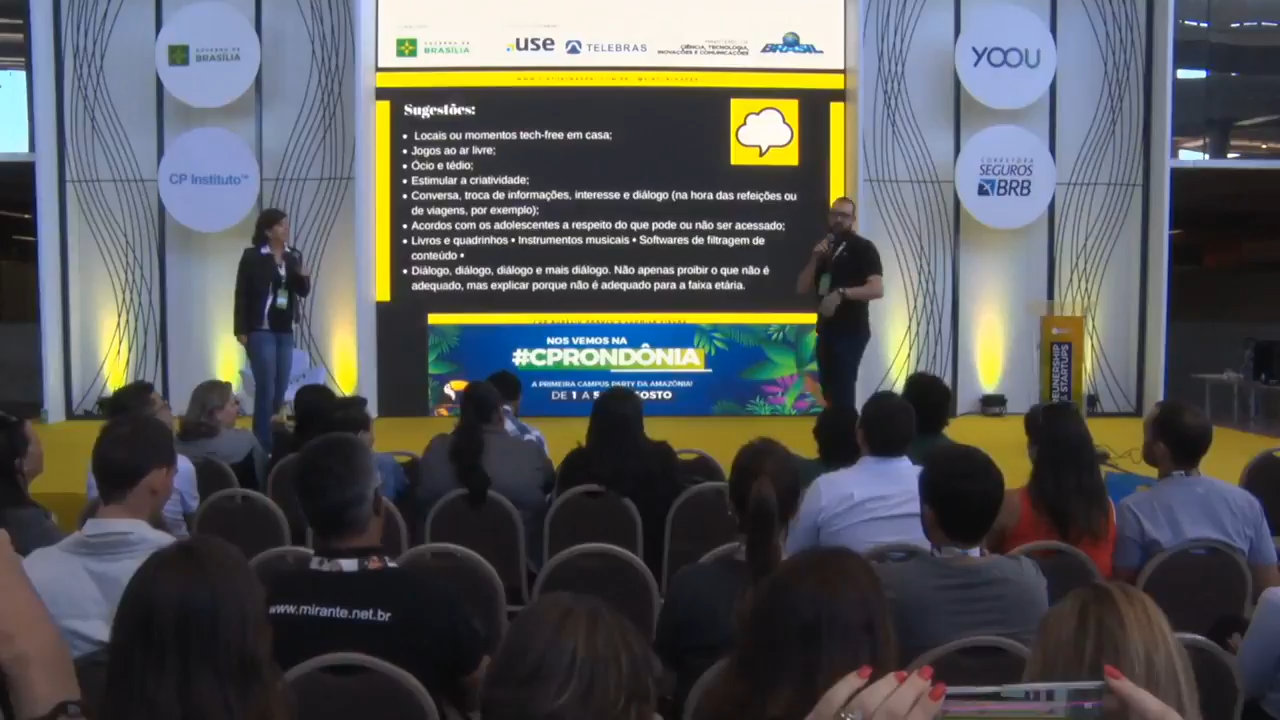 GOVERNO DE
BRASÍLIA
CP Instituto
GOVERNO DE
BRASÍLIA
use
TELEBRAS
MINISTÉRIO DA
CIÊNCIA, TECNOLOGIA,
INOVAÇÕES E COMUNICAÇÕES
BRASIL
Sugestões:
• Locais ou momentos tech-free em casa;
• Jogos ao ar livre;
• Ócio e tédio;
• Estimular a criatividade;
• Conversa, troca de informações, interesse e diálogo (na hora das refeições ou
de viagens, por exemplo);
• Acordos com os adolescentes a respeito do que pode ou não ser acessado;
• Livros e quadrinhos • Instrumentos musicais • Softwares de filtragem de
conteúdo •
• Diálogo, diálogo, diálogo e mais diálogo. Não apenas proibir o que não é
adequado, mas explicar porque não é adequado para a faixa etária.
NOS VEMOS NA
#CPRONDÔNIA
A PRIMEIRA CAMPUS PARTY DA AMAZÔNIA!
DE 1 A 5 OSTO
YOOU
CORRETORA
SEGUROS
BRB
& STARTUPS
www.mirante.net.br